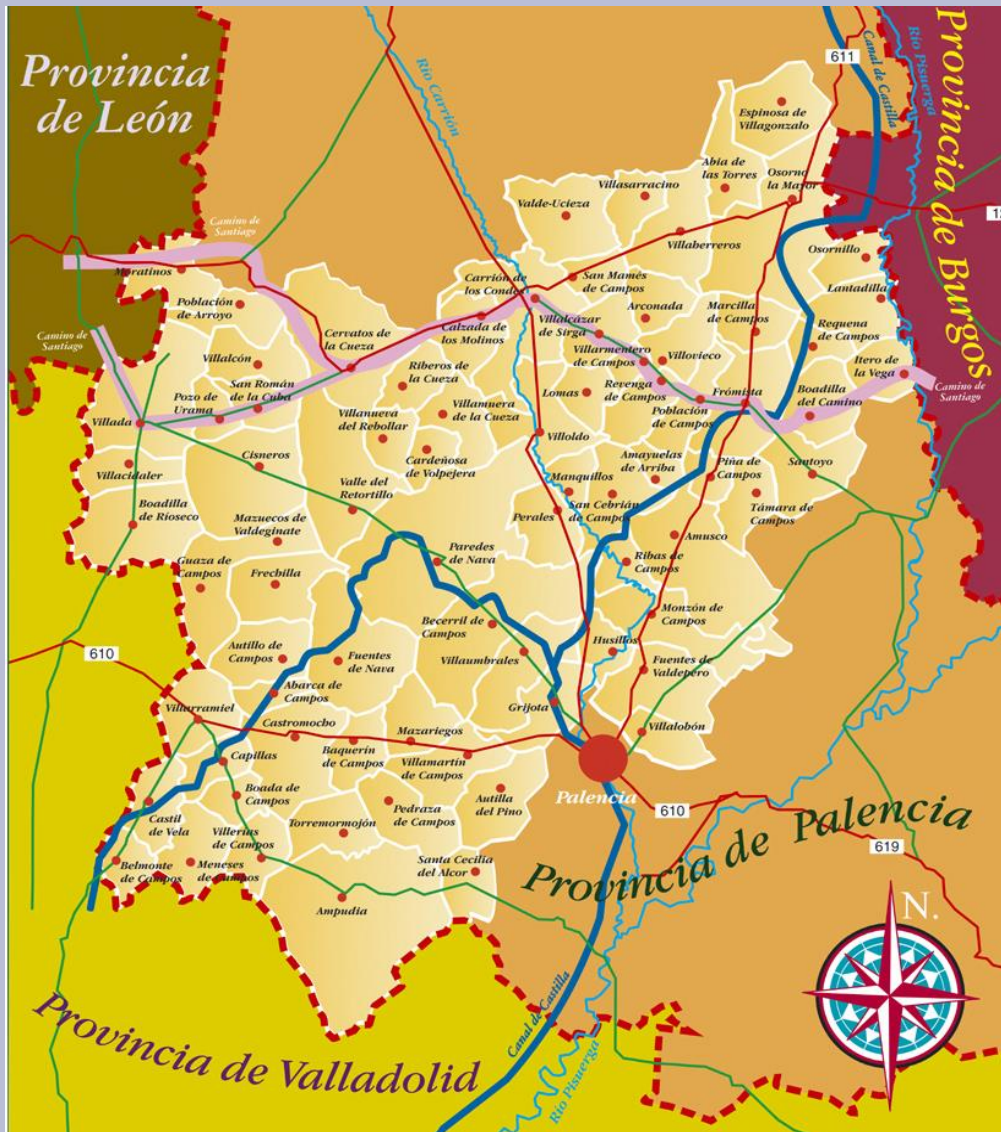 Provincia
de León
Río Carrión
611
Canal de Castilla
Río Pisuerga
Provincia de Burgos
Espinosa de
Villagonzalo
Abia de
las Torres
Osorno
la Mayor
Villasarracino
Valde-Ucieza
Camino de
Santiago
Villaherreros
Osornillo
Moratinos
Carrión de
los Condes
San Mamés
de Campos
Lantadilla
Población
de Arroyo
Arconada
Marcilla
de Campos
Cervatos de
la Cueza
Calzada de
los Molinos
Villalcázar
de Sirga
Requena
de Campos
Camino de
Santiago
Villalcón
Villarmentero
de Campos
Villovieco
Itero de
la Vega
Riberos de
la Cueza
San Román
de la Cuba
Revenga
de Campos
Frómista
Boadilla
del Camino
Camino de
Santiago
Pozo de
Urama
Villanueva
del Rebollar
Villamuera
de la Cueza
Lomas
Población
de Campos
Villada
Villoldo
Cisneros
Cardeñosa
de Volpejera
Amayuelas
de Arriba
Piña de
Campos
Santoyo
Villacidaler
Manquillos
Valle del
Retortillo
San Cebrián
de Campos
Támara de
Campos
Boadilla
de Rioseco
Mazuecos de
Valdeginate
Perales
Amusco
Paredes
de Nava
Guaza de
Campos
Frechilla
Ribas de
Campos
Becerril de
Campos
Monzón de
Campos
610
Autillo de
Campos
Fuentes
de Nava
Villaumbrales
Husillos
Fuentes de
Valdepero
Abarca de
Campos
Villarramiel
Grijota
Castromocho
Mazariegos
Villalobón
Capillas
Baquerín
de Campos
Villamartín
de Campos
Boada de
Campos
Palencia
Autilla
del Pino
610
Castil
de Vela
Pedraza
de Campos
Torremormojón
Villerías
de Campos
Provincia de Palencia
619
Belmonte
de Campos
Meneses
de Campos
Santa Cecilia
del Alcor
Ampudia
N.
Canal de Castilla
Río Pisuerga
Provincia de Valladolid